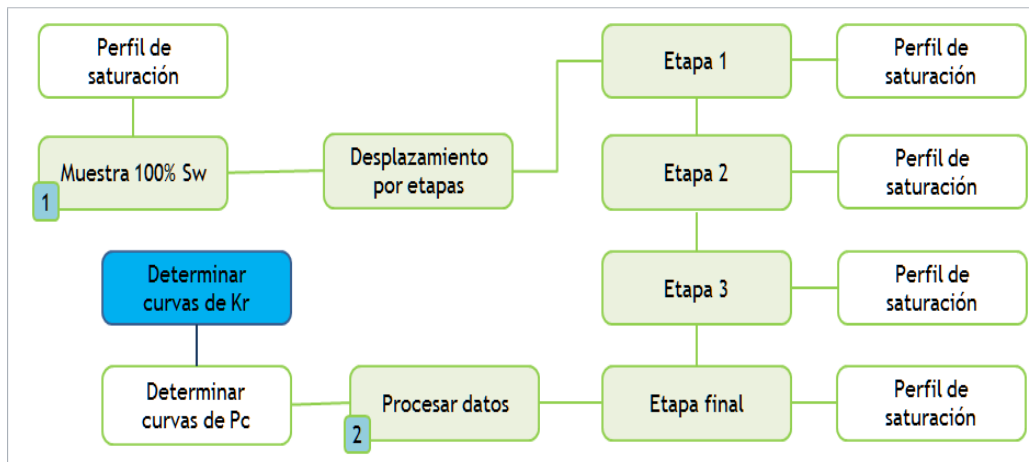 Perfil de
saturación
Muestra 100% Sw
1
Desplazamiento
por etapas
Etapa 1
Perfil de
saturación
Etapa 2
Perfil de
saturación
Etapa 3
Perfil de
saturación
Etapa final
Perfil de
saturación
Procesar datos
2
Determinar
curvas de Pc
Determinar
curvas de Kr